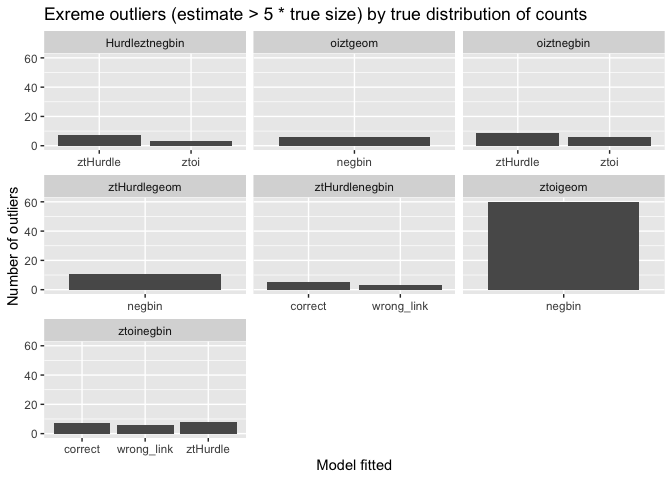 Exreme outliers (estimate > 5 * true size) by true distribution of counts
Hurdleztnegbin oiztgeom oiztnegbin
60
40
20
0
ztHurdle ztoi negbin ztHurdle ztoi
Number of outliers
ztHurdlegeom ztHurdlenegbin ztoigeom
60
40
20
0
negbin correct wrong_link negbin
ztoinegbin
60
40
20
0
correct wrong_link ztHurdle
Model fitted